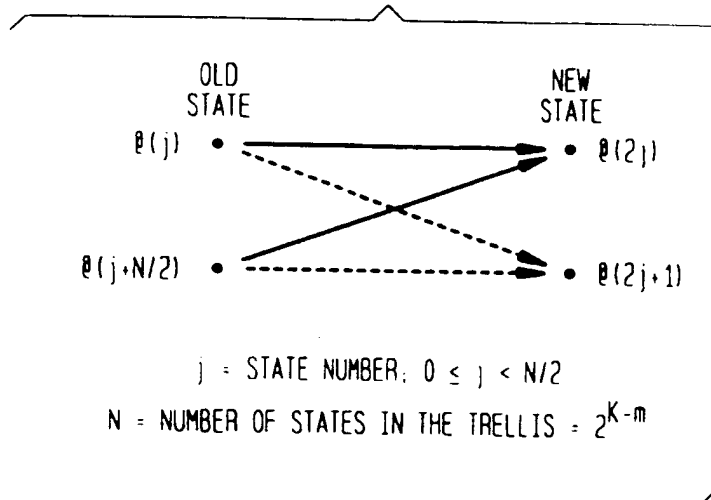 OLD STATE
NEW STATE
@(j)
@(2j)
@(j+N/2)
@(2j+1)
j = STATE NUMBER; 0 ≤ j < N/2
N = NUMBER OF STATES IN THE TRELLIS = 2^K-m